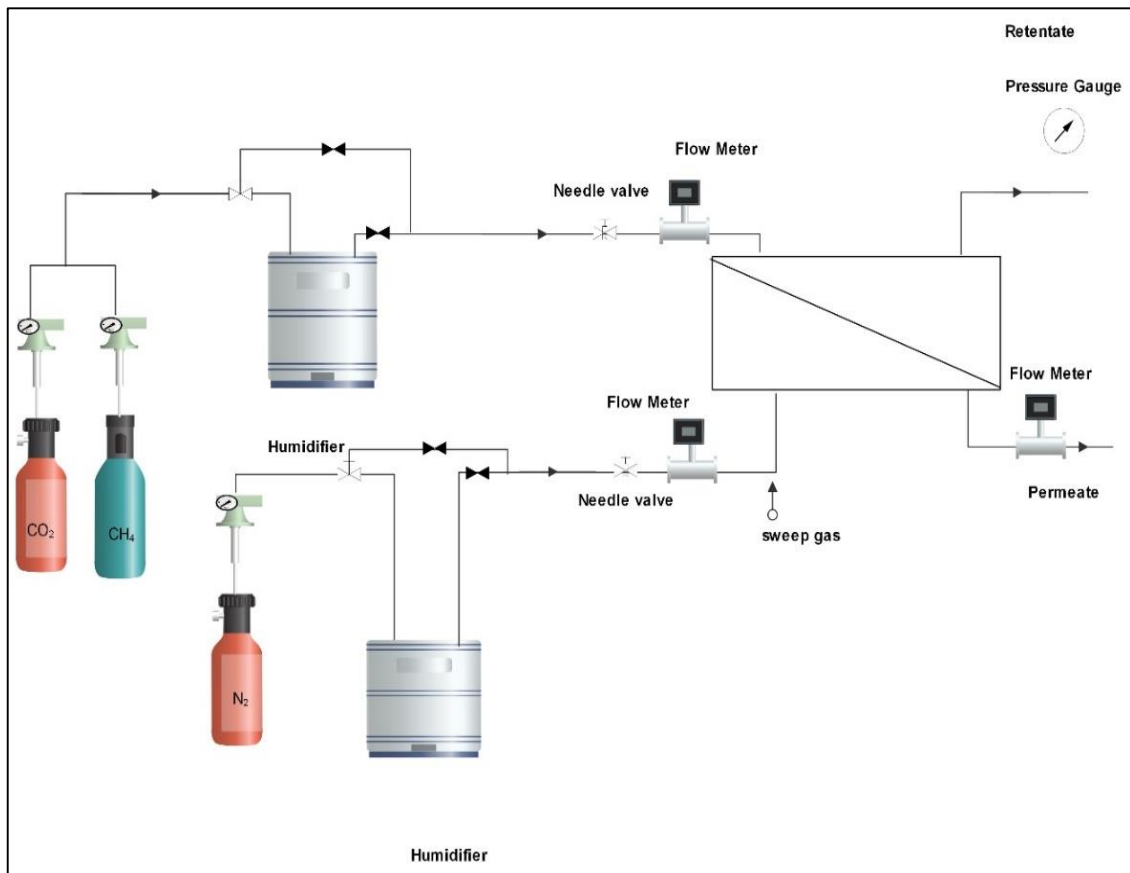 Retentate
Pressure Gauge
Flow Meter
Needle valve
Flow Meter
Flow Meter
Humidifier
Needle valve
Permeate
CO₂
CH₄
sweep gas
N₂
Humidifier